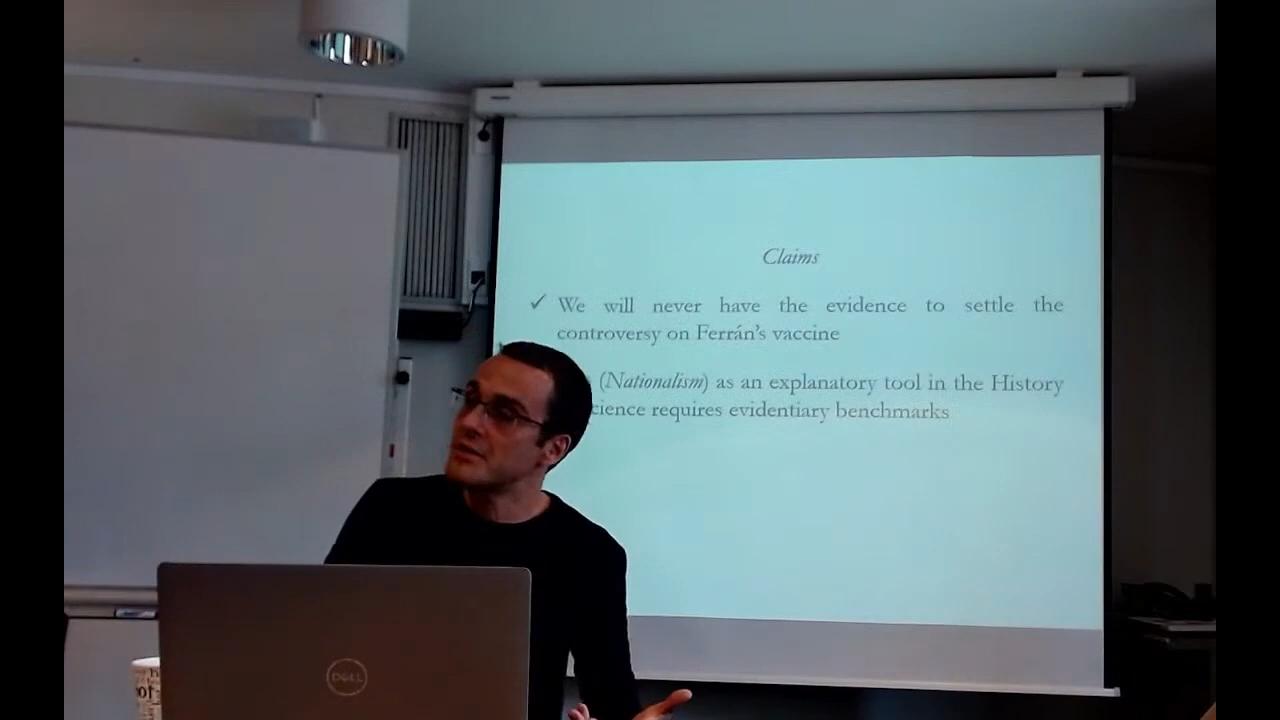 Claims
✓ We will never have the evidence to settle the
controversy on Ferrán's vaccine
(Nationalism) as an explanatory tool in the History
cience requires evidentiary benchmarks
DELL